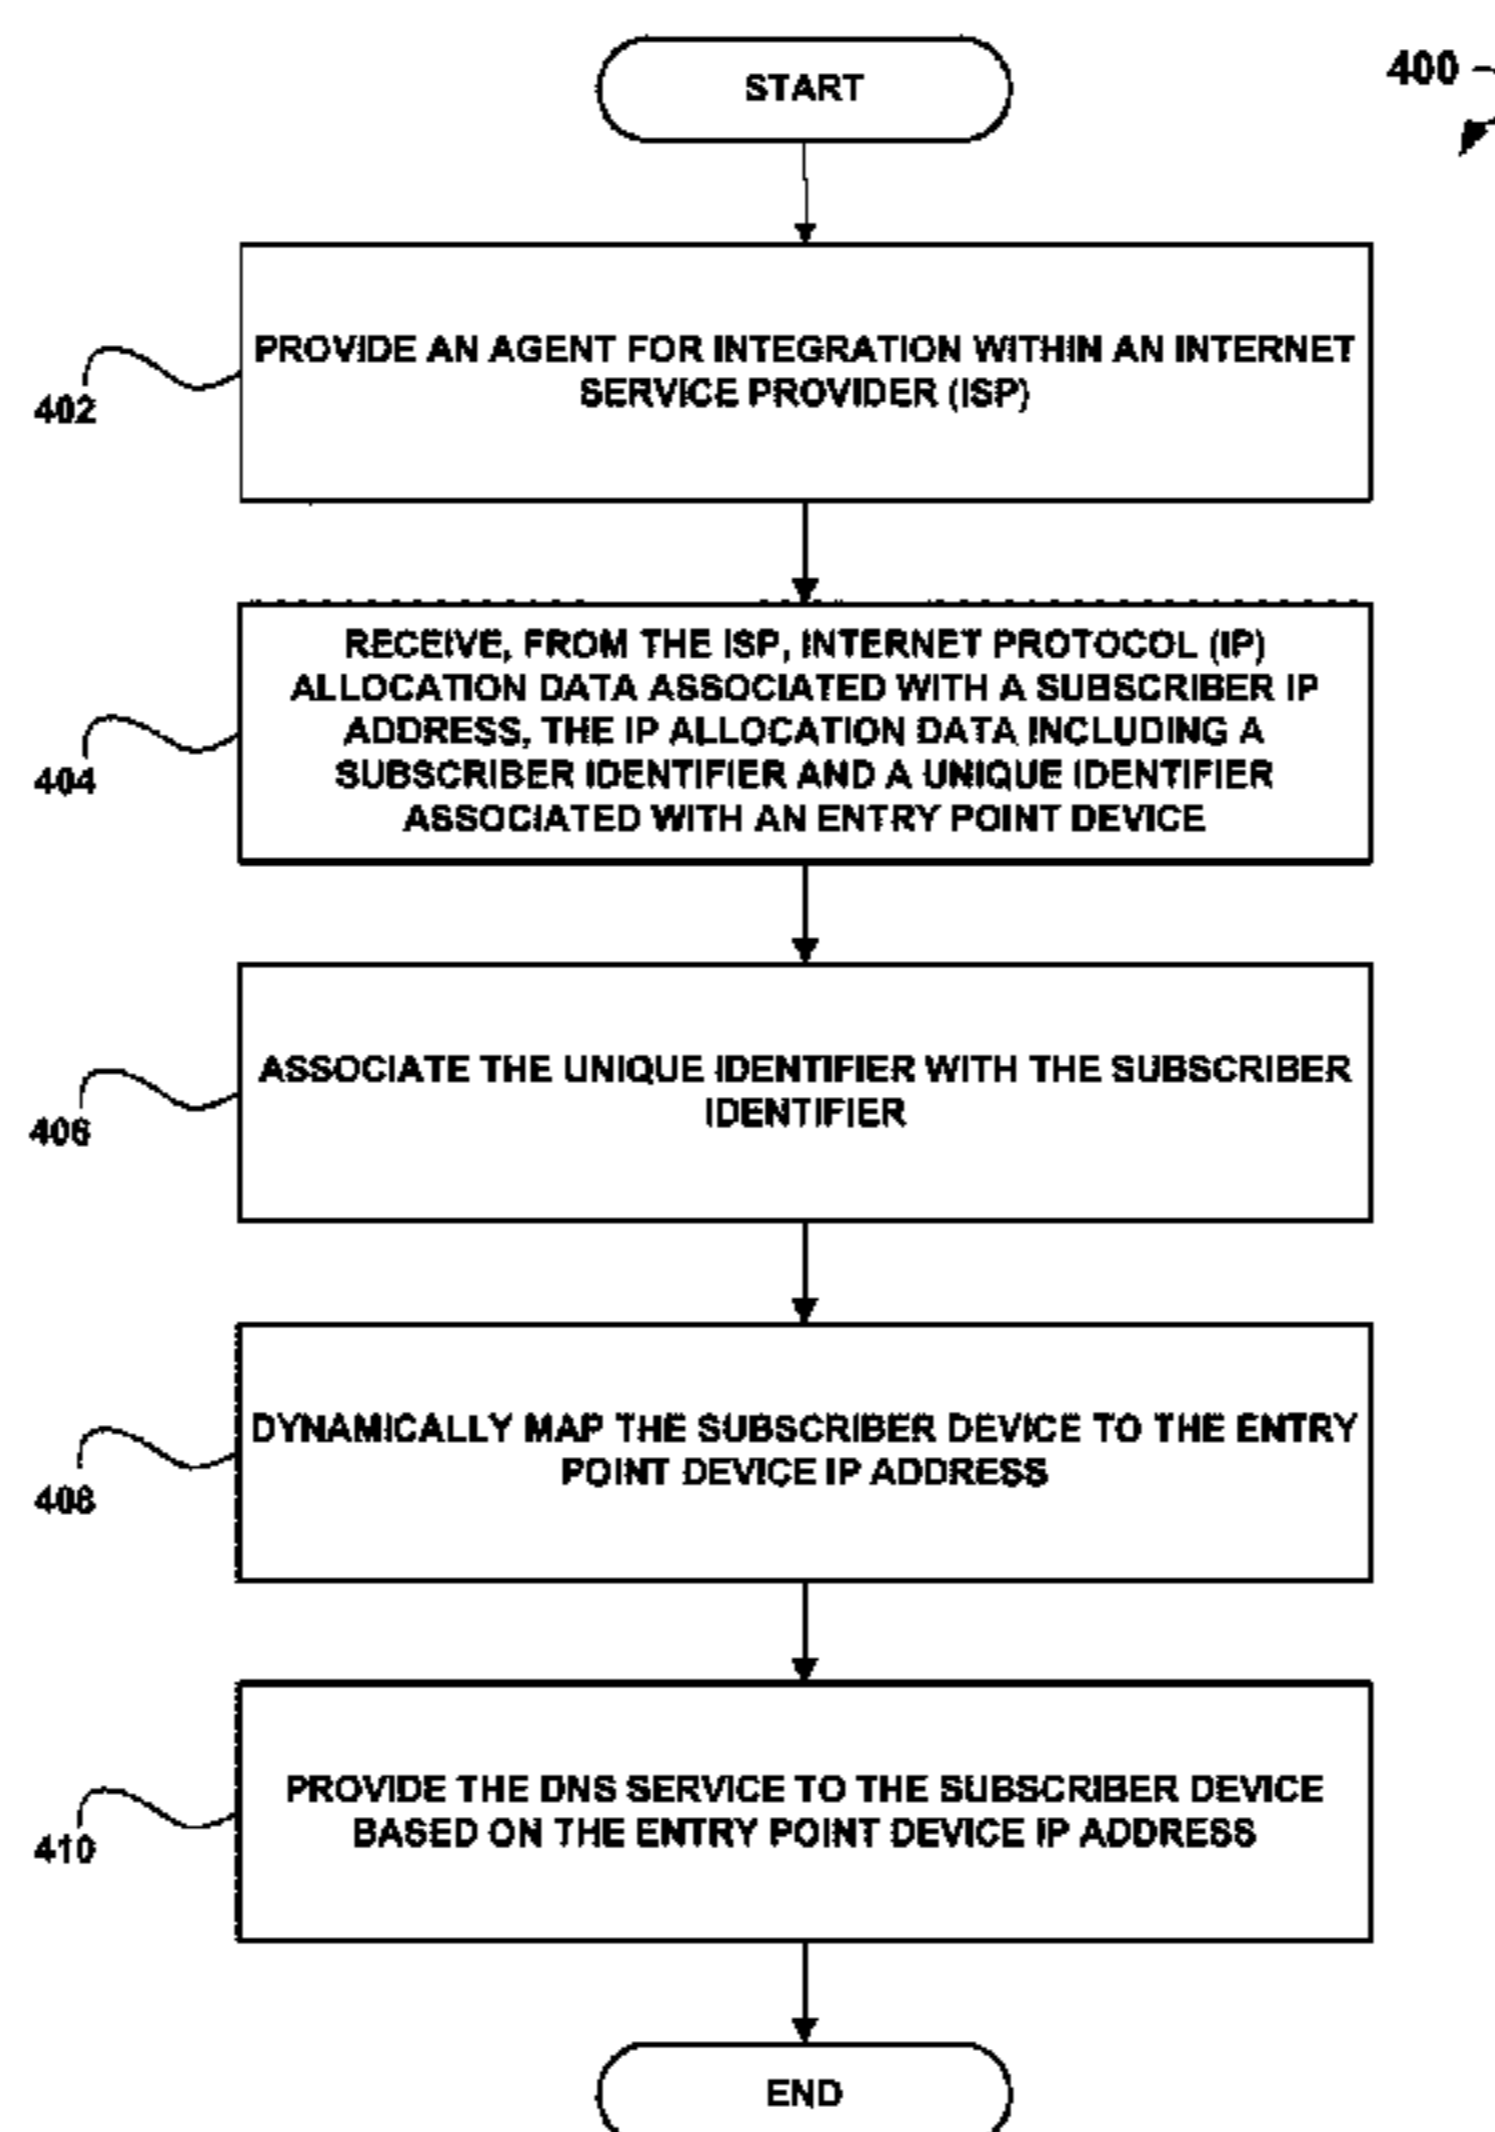 START
400
PROVIDE AN AGENT FOR INTEGRATION WITHIN AN INTERNET
SERVICE PROVIDER (ISP)
402
RECEIVE, FROM THE ISP, INTERNET PROTOCOL (IP)
ALLOCATION DATA ASSOCIATED WITH A SUBSCRIBER IP
ADDRESS, THE IP ALLOCATION DATA INCLUDING A
SUBSCRIBER IDENTIFIER AND A UNIQUE IDENTIFIER
ASSOCIATED WITH AN ENTRY POINT DEVICE
404
ASSOCIATE THE UNIQUE IDENTIFIER WITH THE SUBSCRIBER
IDENTIFIER
406
DYNAMICALLY MAP THE SUBSCRIBER DEVICE TO THE ENTRY
POINT DEVICE IP ADDRESS
408
PROVIDE THE DNS SERVICE TO THE SUBSCRIBER DEVICE
BASED ON THE ENTRY POINT DEVICE IP ADDRESS
410
END